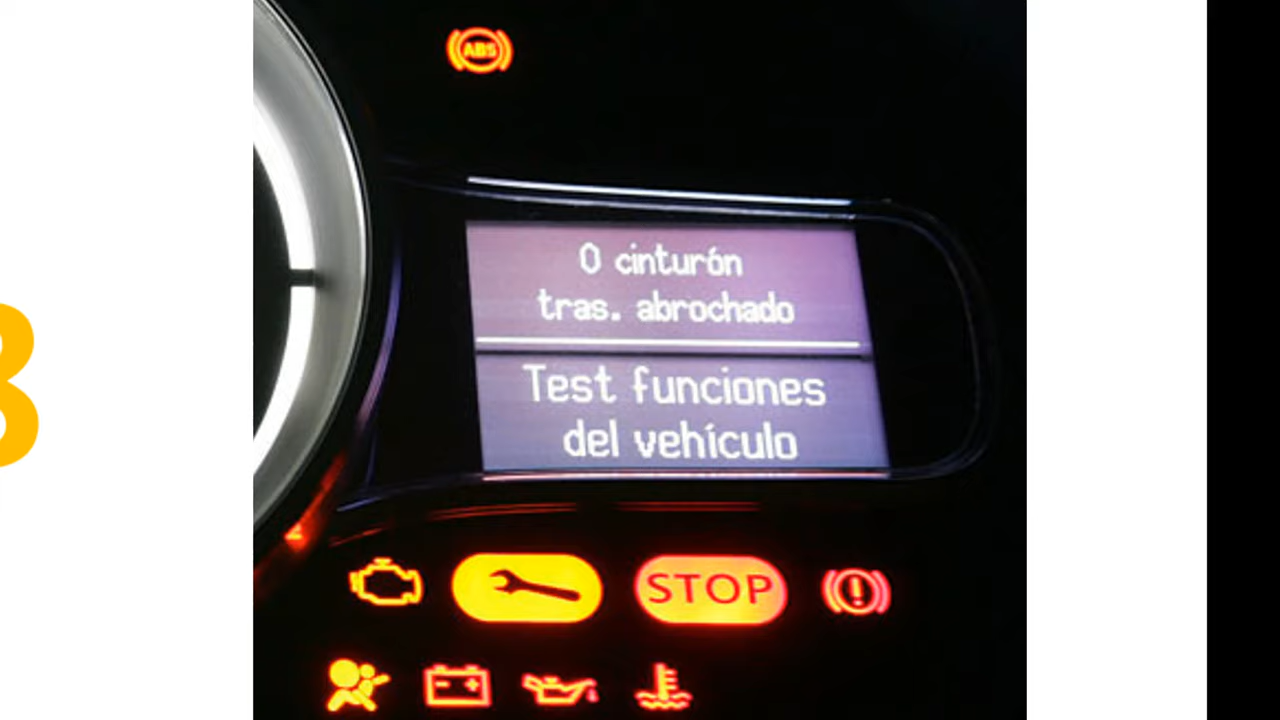 ABS
0 cinturón
tras. abrochado
Test funciones
del vehículo
STOP